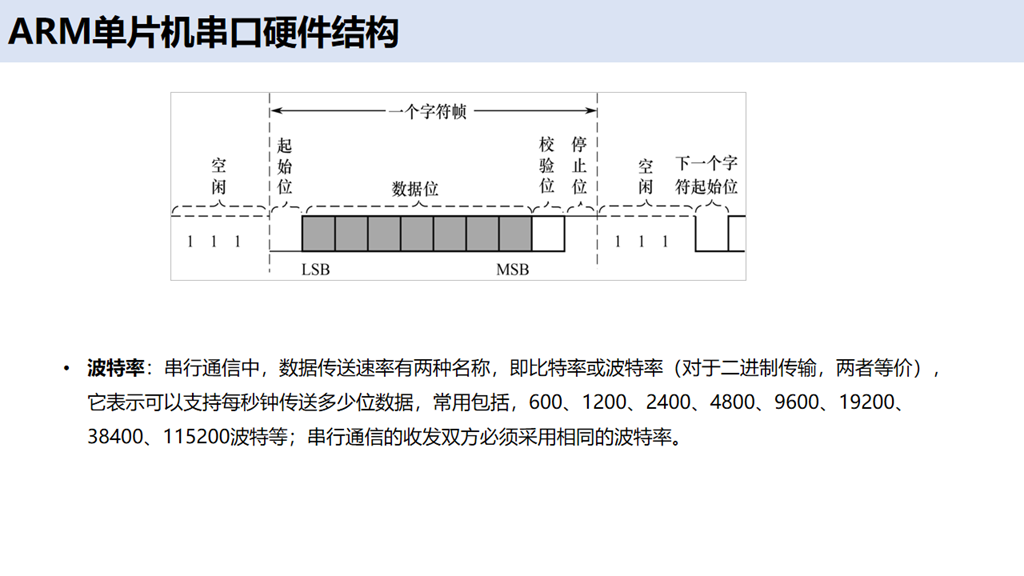 ARM单片机串口硬件结构
一个字符帧
空闲
起始位
数据位
校验位
停止位
空闲
下一个字
符起始位
1 1 1
1 1 1
LSB
MSB
• 波特率：串行通信中，数据传送速率有两种名称，即比特率或波特率（对于二进制传输，两者等价），
它表示可以支持每秒钟传送多少位数据，常用包括，600、1200、2400、4800、9600、19200、
38400、115200波特等；串行通信的收发双方必须采用相同的波特率。